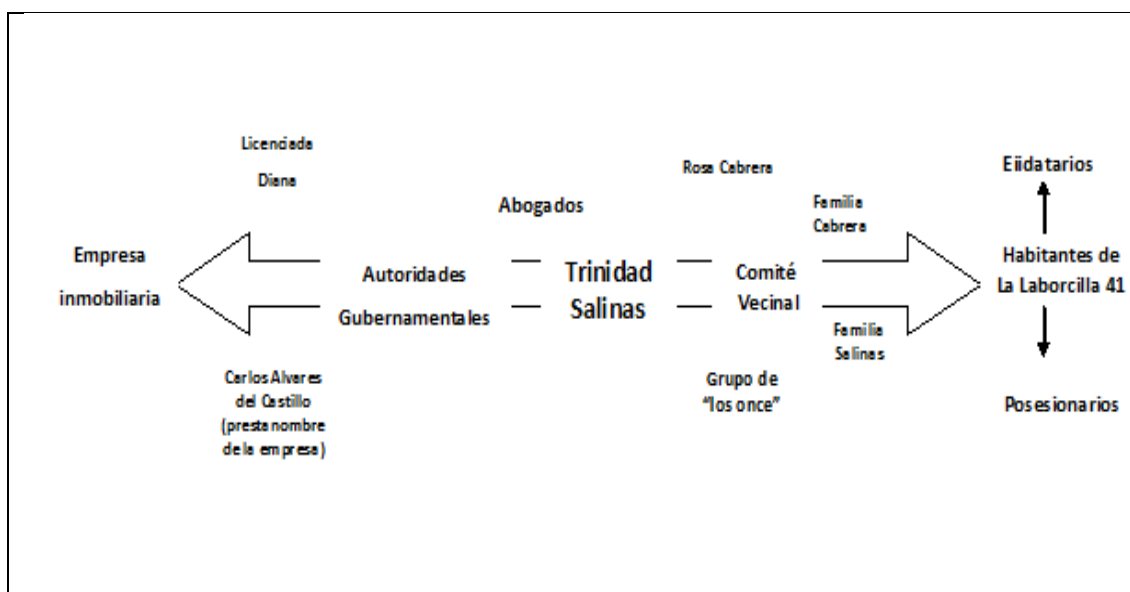 Licenciada
Diana
Rosa Cabrera
Eiidatarios
Abogados
Familia
Cabrera
Empresa
inmobiliaria
Autoridades
Gubernamentales
Trinidad
Salinas
Comité
Vecinal
Habitantes de
La Laborcilla 41
Familia
Salinas
Carlos Alvares
del Castillo
(prestanombre
de la empresa)
Grupo de
“los once”
Posesionarios